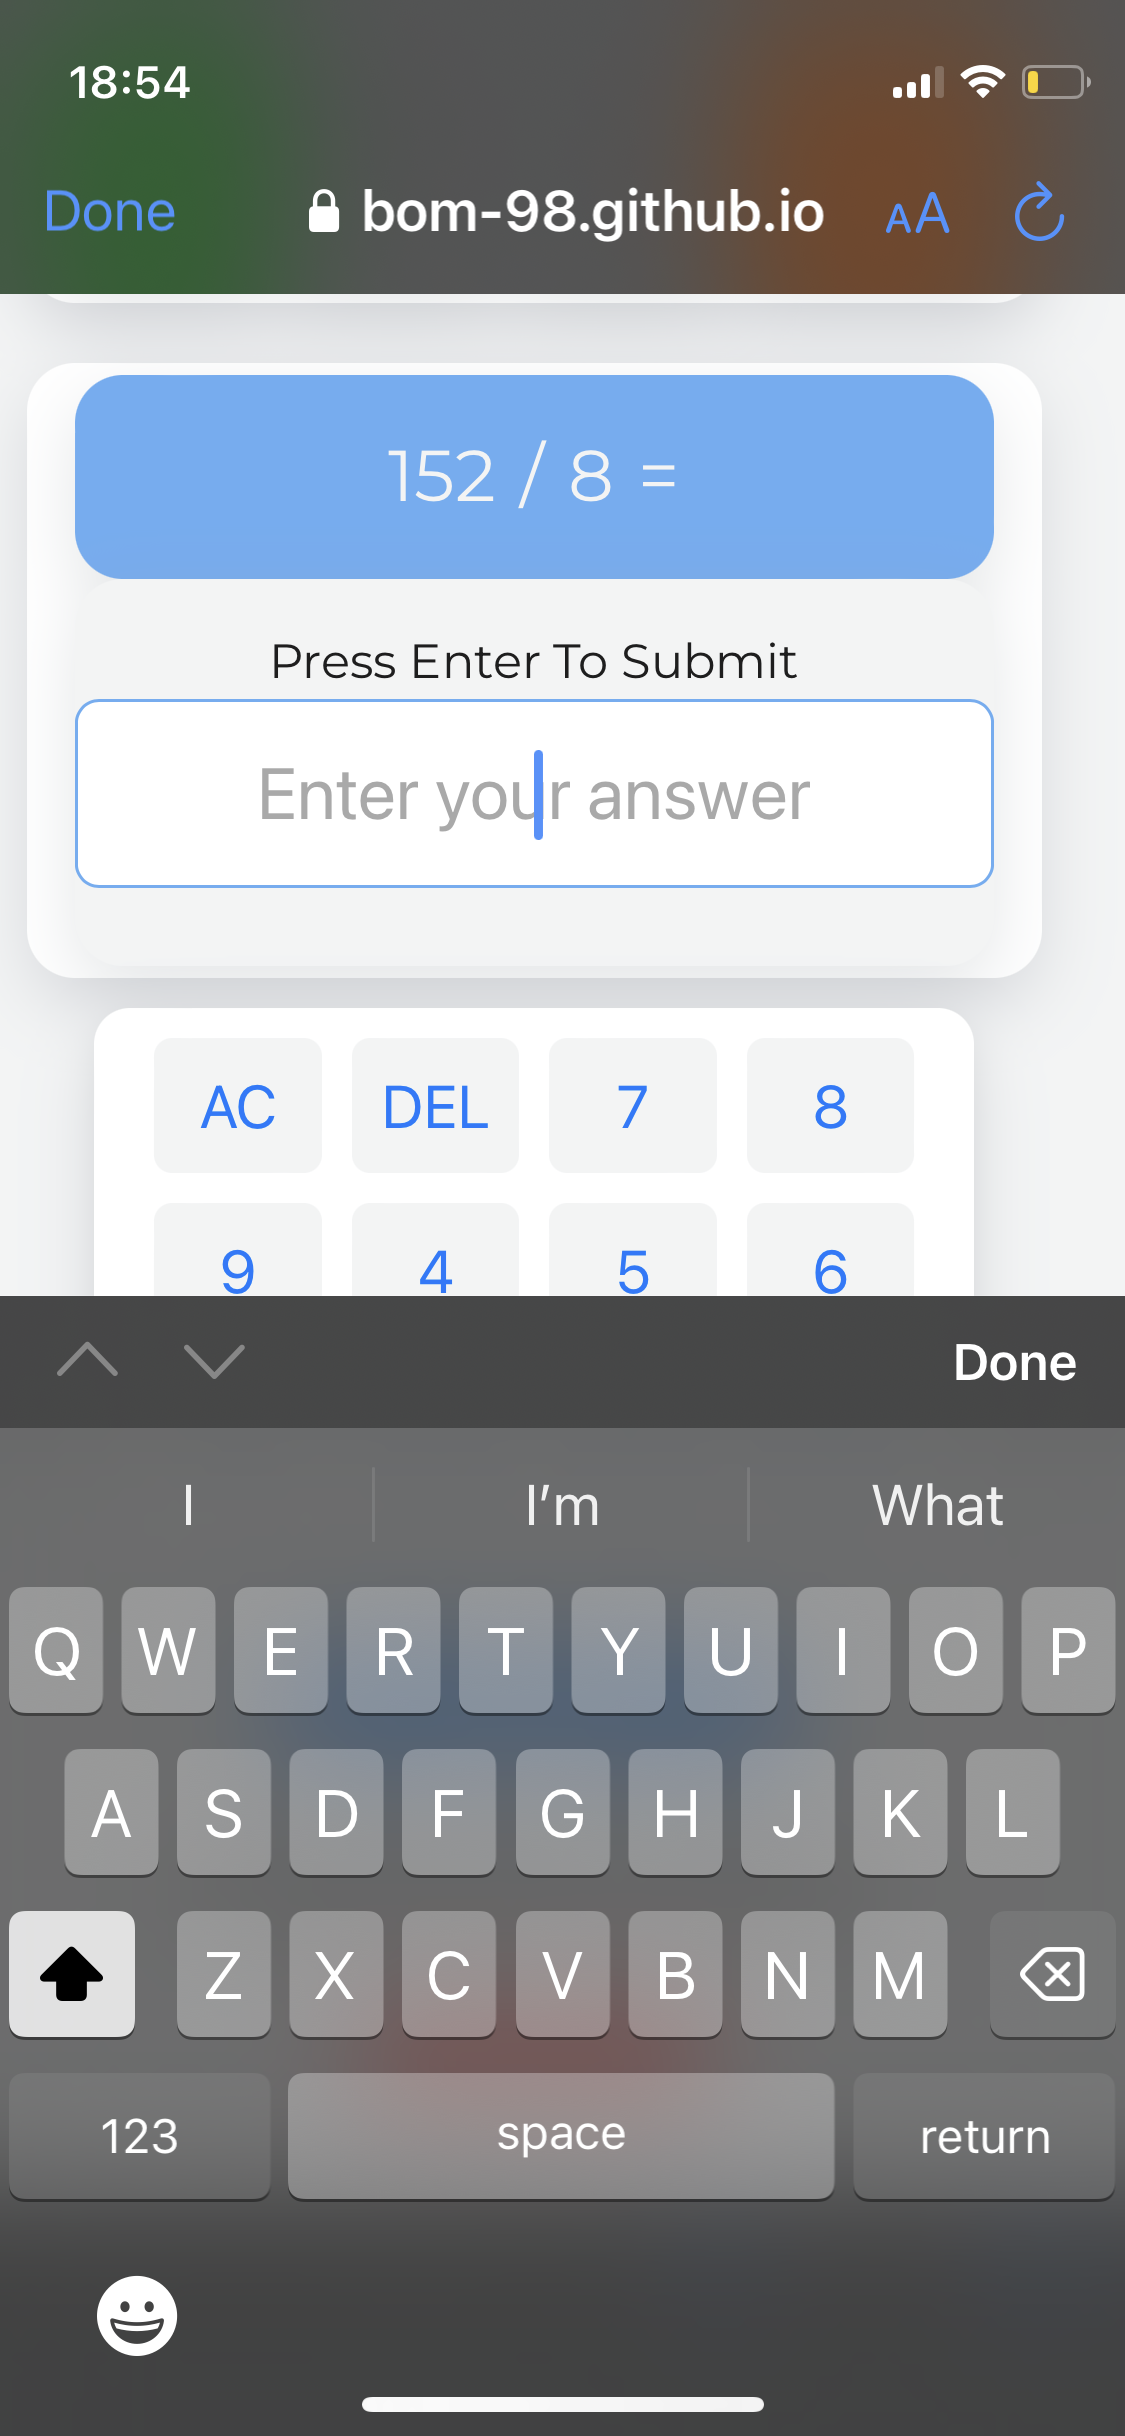 18:54
Done bom-98.github.io AA
152 / 8 =
Press Enter To Submit
Enter your answer
AC DEL 7 8
9 4 5 6
Done
I I’m What
Q W E R T Y U I O P
A S D F G H J K L
Z X C V B N M
123 space return